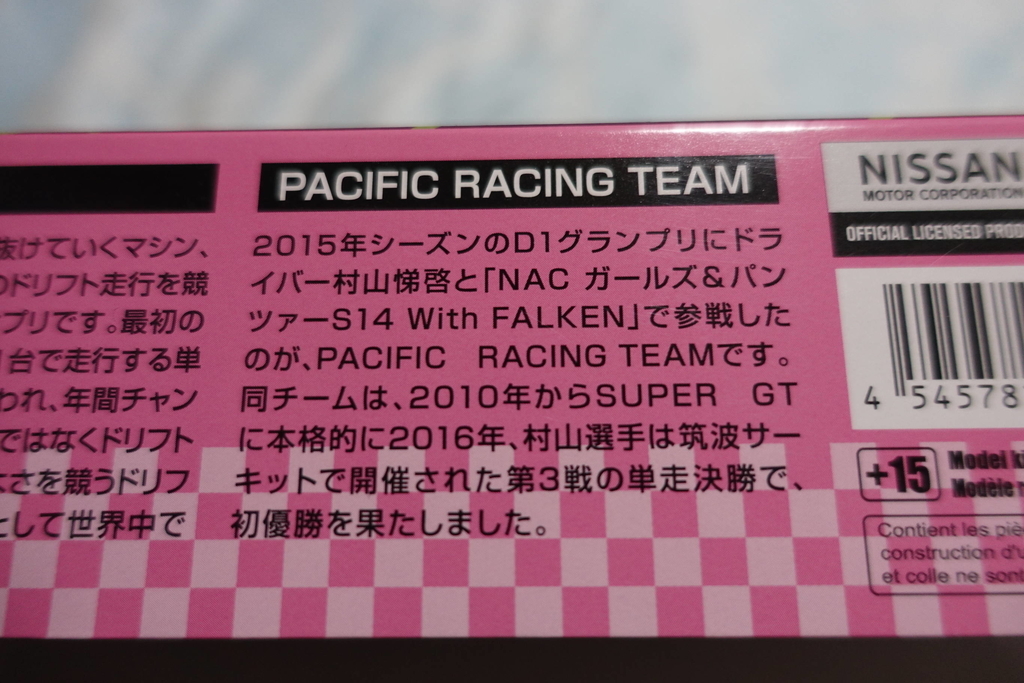 抜けていくマシン、
のドリフト走行を競
プリです。最初の
台で走行する単
われ、年間チャン
ではなくドリフト
さを競うドリフ
として世界中で
PACIFIC RACING TEAM
2015年シーズンのD1グランプリにドラ
イバー村山悌啓と「NAC ガールズ&パン
ツァーS14 With FALKEN」で参戦した
のが、PACIFIC RACING TEAMです。
同チームは、2010年からSUPER GT
に本格的に2016年、村山選手は筑波サー
キットで開催された第3戦の単走決勝で、
初優勝を果たしました。
NISSAN
MOTOR CORPORATION
OFFICIAL LICENSED PROD
4 54578
+15
Model ki
Modèle r
Contient les piè
construction d'u
et colle ne sont